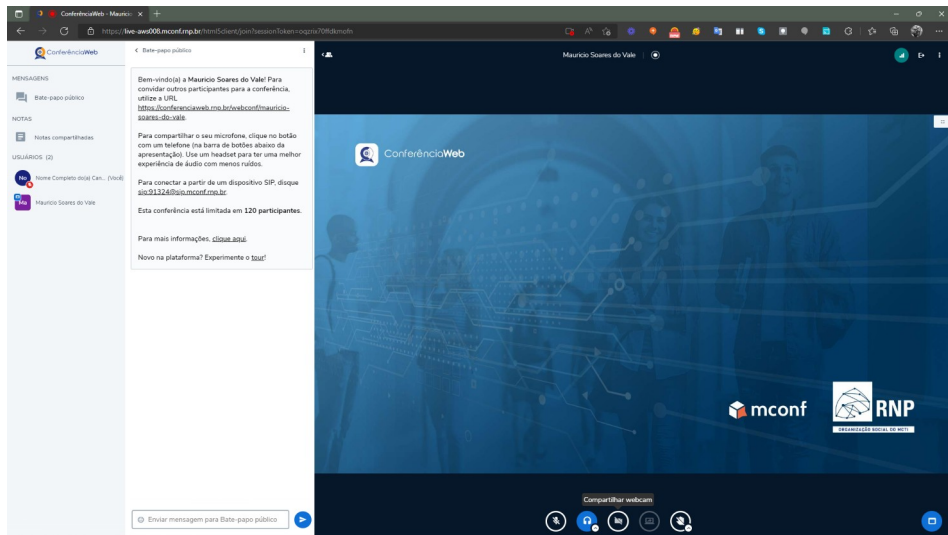 ConferênciaWeb - Mauricio
https://live-aws008.mconf.rnp.br/html5client/join?sessionToken=
ConferênciaWeb
Bate-papo público
Mauricio Soares do Vale
MENSAGENS
Bate-papo público
NOTAS
Notas compartilhadas
USUÁRIOS (2)
No
Nome Completo do(a) Can... (Você)
Ma
Mauricio Soares do Vale
Bem-vindo(a) a Mauricio Soares do Vale! Para
convidar outros participantes para a conferência,
utilize a URL
https://conferenciaweb.rnp.br/webconf/mauricio-
soares-do-vale.
Para compartilhar o seu microfone, clique no botão
com um telefone (na barra de botões abaixo da
apresentação). Use um headset para ter uma melhor
experiência de áudio com menos ruídos.
Para conectar a partir de um dispositivo SIP, disque
sip:91324@sip.mconf.rnp.br.
Esta conferência está limitada em 120 participantes.
Para mais informações, clique aqui.
Novo na plataforma? Experimente o tour!
ConferênciaWeb
mconf
RNP
ORGANIZAÇÃO SOCIAL DO MCTI
Compartilhar webcam
Enviar mensagem para Bate-papo público